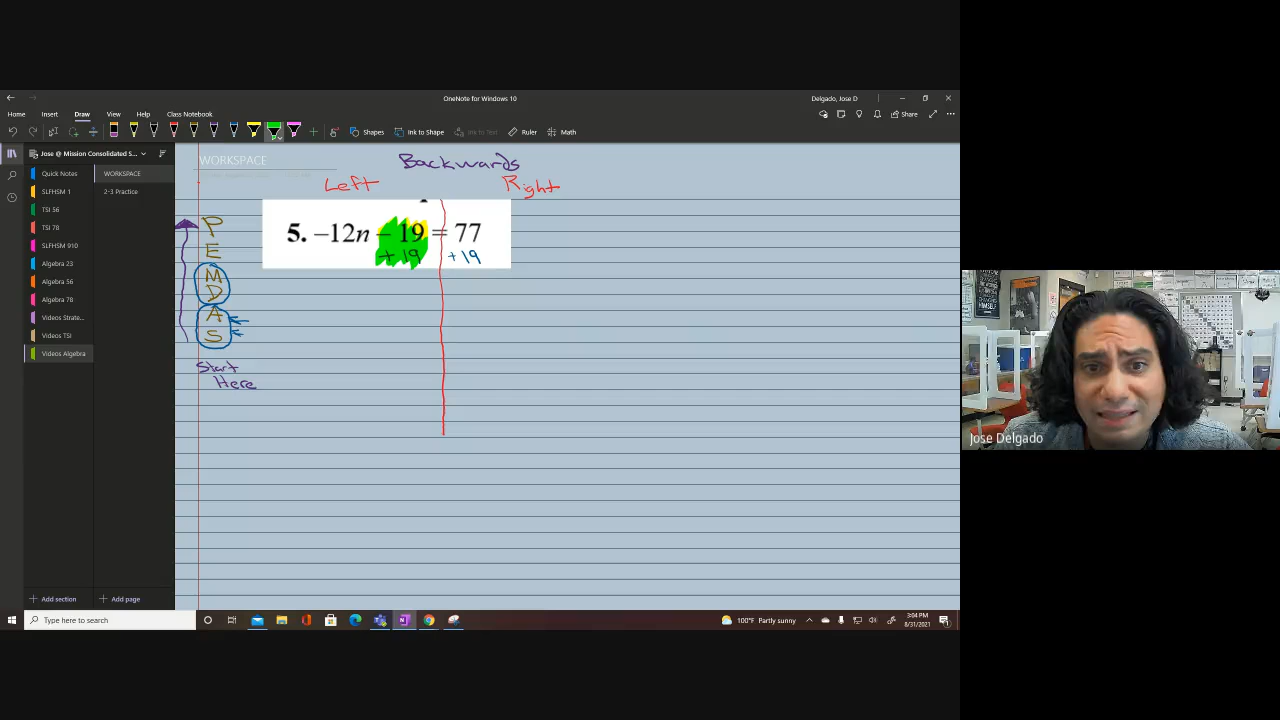 OneNote for Windows 10
Delgado, Jose D
Home Insert Draw View Help Class Notebook
Share
Shapes Ink to Shape Ink to Text Ruler Math
Jose @ Mission Consolidated S...
Quick Notes
SLFHSM 1
TSI 56
TSI 78
SLFHSM 910
Algebra 23
Algebra 56
Algebra 78
Videos Strate...
Videos TSI
Videos Algebra
WORKSPACE
2-3 Practice
WORKSPACE
Backwards
Left Right
5. –12n – 19 = 77
+ 19 +19
P
E
M
D
A
S
Start
Here
Jose Delgado
Add section Add page
Type here to search
100°F Partly sunny
3:04 PM
8/31/2021